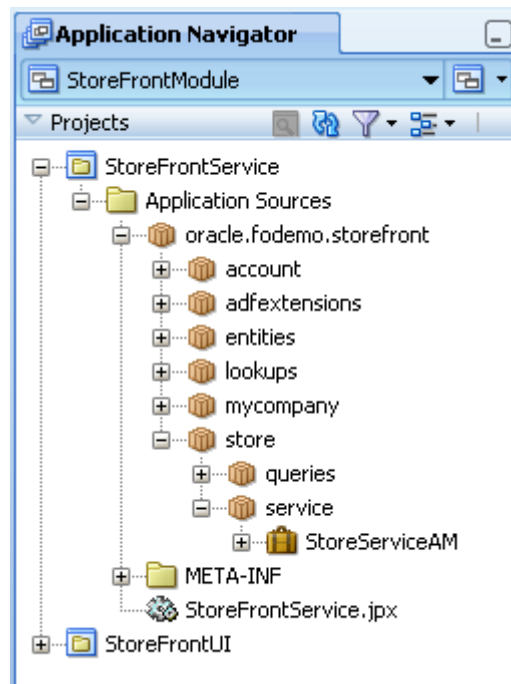 Application Navigator
StoreFrontModule
Projects
StoreFrontService
Application Sources
oracle.fodemo.storefront
account
adfextensions
entities
lookups
mycompany
store
queries
service
StoreServiceAM
META-INF
StoreFrontService.jpx
StoreFrontUI